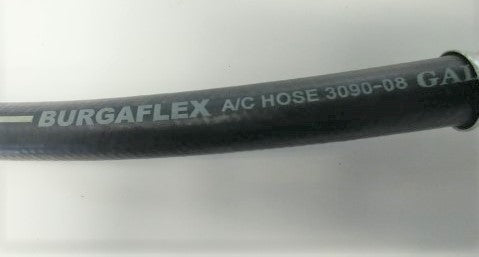 BURGAFLEX A/C HOSE 3090-08